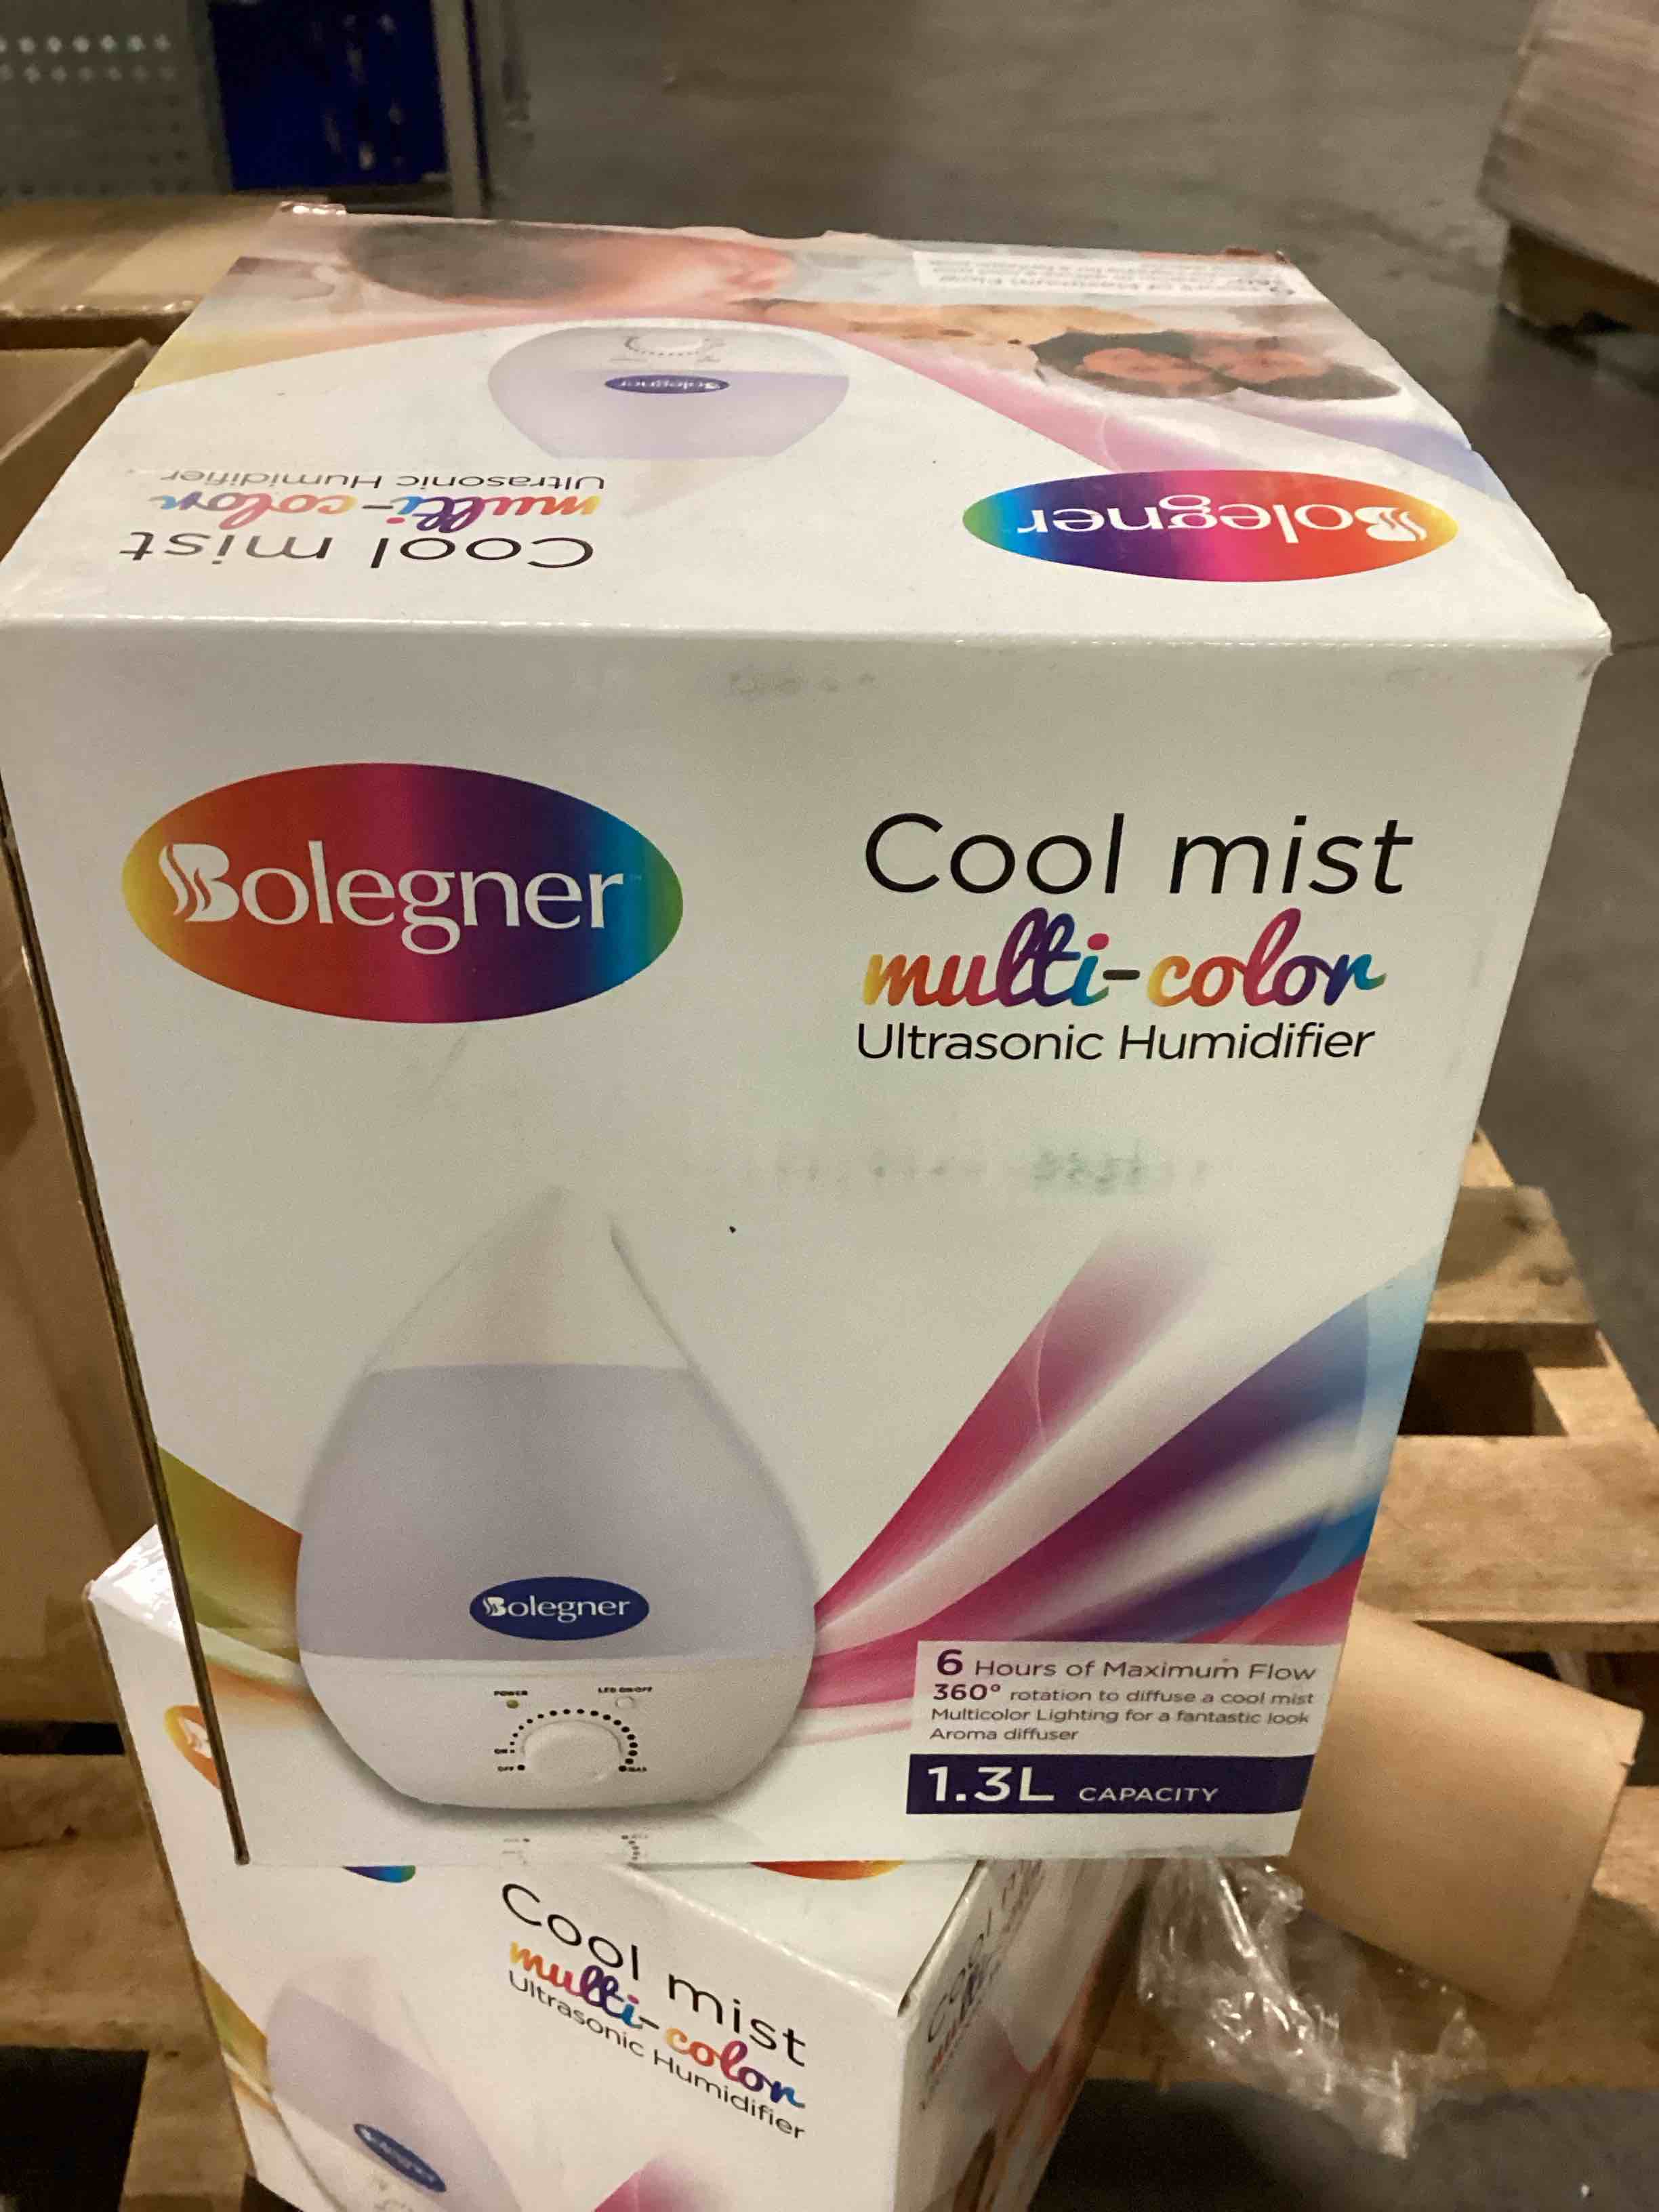 Bolegner
Ultrasonic Humidifier
multi-color
Cool mist
Bolegner
Bolegner
Cool mist
multi-color
Ultrasonic Humidifier
Bolegner
POWER
LED ON/OFF
ON
OFF
MAX
6 Hours of Maximum Flow
360° rotation to diffuse a cool mist
Multicolor Lighting for a fantastic look
Aroma diffuser
1.3L CAPACITY
Cool mist
multi-color
Ultrasonic Humidifier
Bolegner